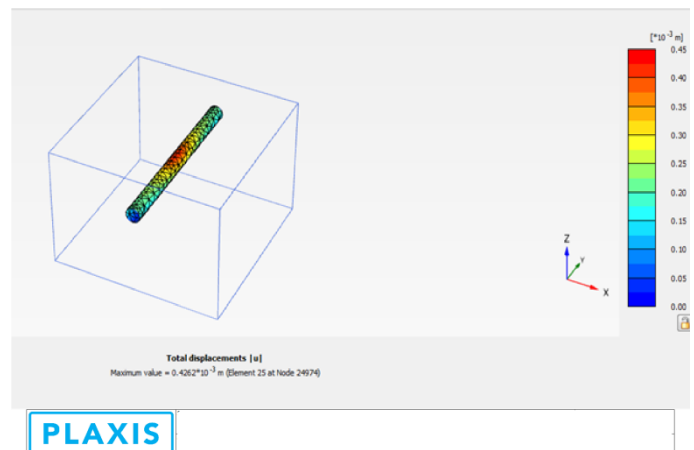 [*10⁻³ m]
0.45
0.40
0.35
0.30
0.25
0.20
0.15
0.10
0.05
0.00
Z
Y
X
Total displacements |u|
Maximum value = 0.4262*10⁻³ m (Element 25 at Node 24974)
PLAXIS